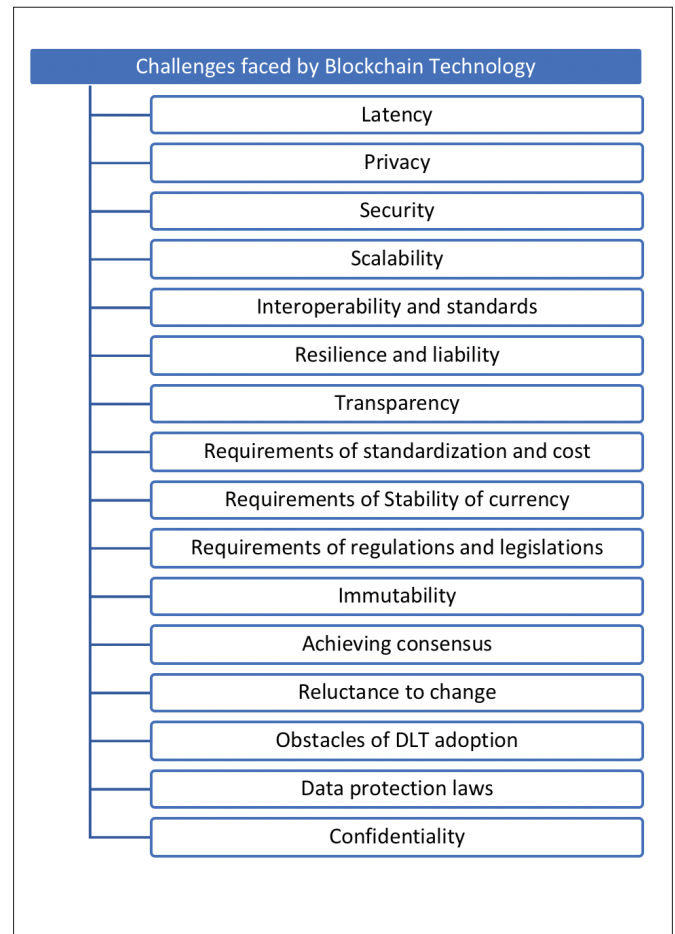 Challenges faced by Blockchain Technology
Latency
Privacy
Security
Scalability
Interoperability and standards
Resilience and liability
Transparency
Requirements of standardization and cost
Requirements of Stability of currency
Requirements of regulations and legislations
Immutability
Achieving consensus
Reluctance to change
Obstacles of DLT adoption
Data protection laws
Confidentiality